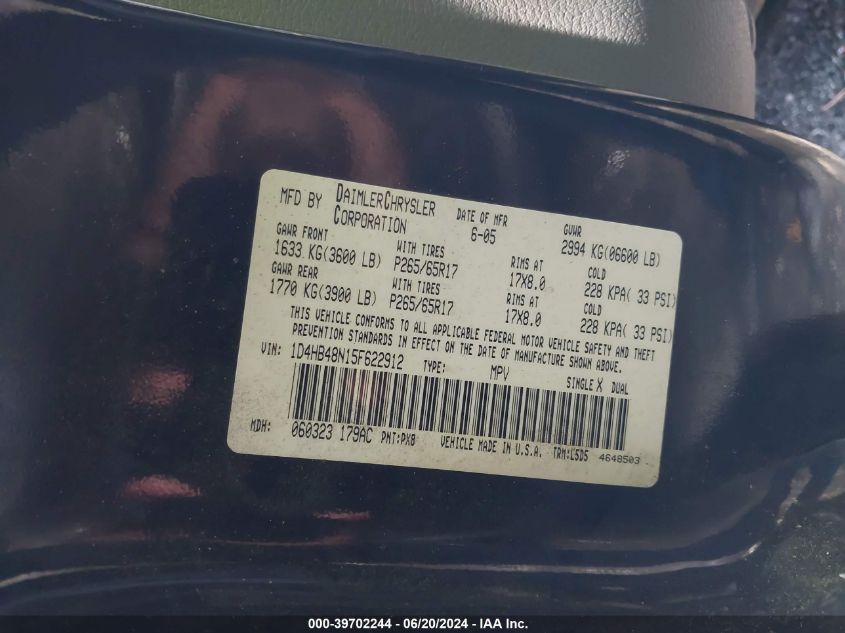 MFD BY DAIMLERCHRYSLER CORPORATION
DATE OF MFR 6-05
GVWR 2994 KG(06600 LB)
GAWR FRONT WITH TIRES RIMS AT COLD
1633 KG(3600 LB) P265/65R17 17X8.0 228 KPA( 33 PSI)
GAWR REAR WITH TIRES RIMS AT COLD
1770 KG(3900 LB) P265/65R17 17X8.0 228 KPA( 33 PSI)
THIS VEHICLE CONFORMS TO ALL APPLICABLE FEDERAL MOTOR VEHICLE SAFETY AND THEFT
PREVENTION STANDARDS IN EFFECT ON THE DATE OF MANUFACTURE SHOWN ABOVE.
VIN: 1D4HB48N15F622912 TYPE: MPV SINGLE X DUAL
MDH: 060323 179AC PNT:PX8 VEHICLE MADE IN U.S.A. TRM:L5D5 4648503
000-39702244 - 06/20/2024 - IAA Inc.